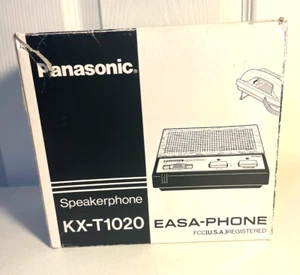 Panasonic®
Speakerphone
KX-T1020
EASA-PHONE
FCC(U.S.A.)REGISTERED